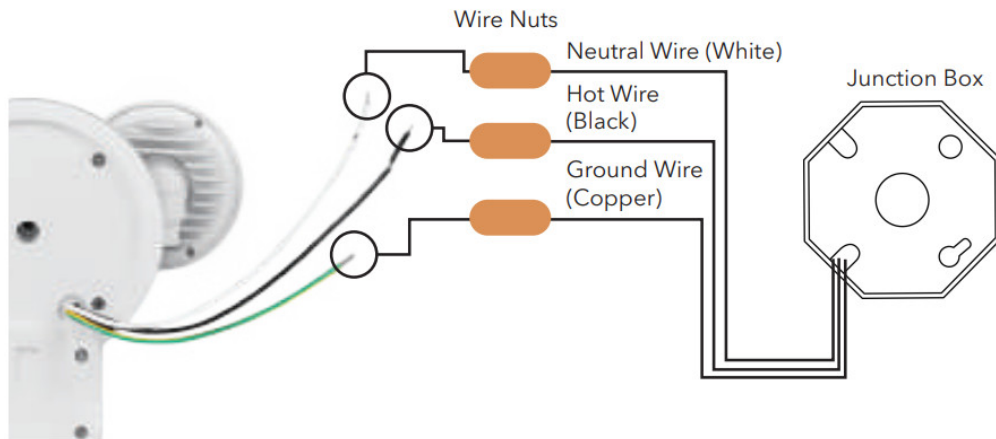 Wire Nuts
Neutral Wire (White)
Junction Box
Hot Wire
(Black)
Ground Wire
(Copper)